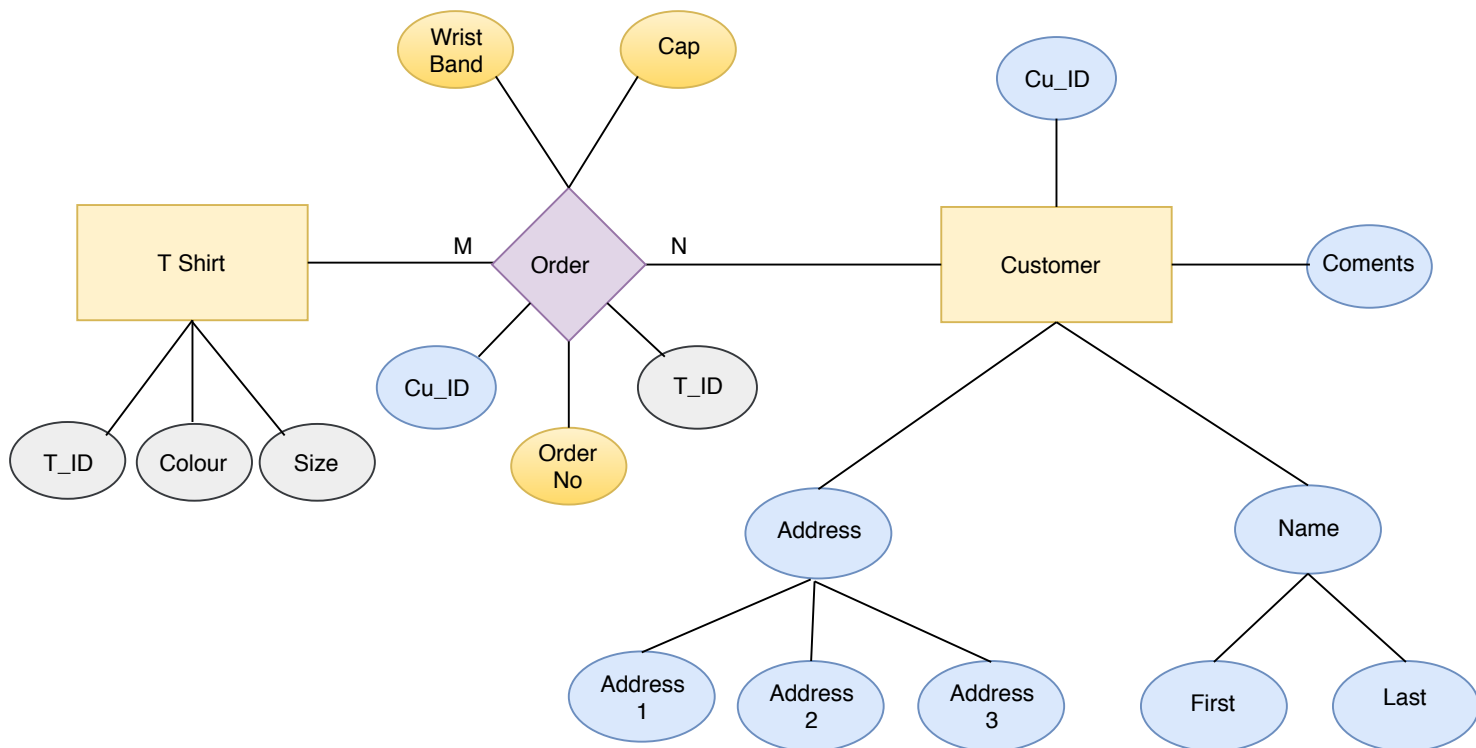 Wrist
Band
Cap
Cu_ID
T Shirt
M
Order
N
Customer
Coments
Cu_ID
T_ID
T_ID
Colour
Size
Order
No
Address
Name
Address
1
Address
2
Address
3
First
Last